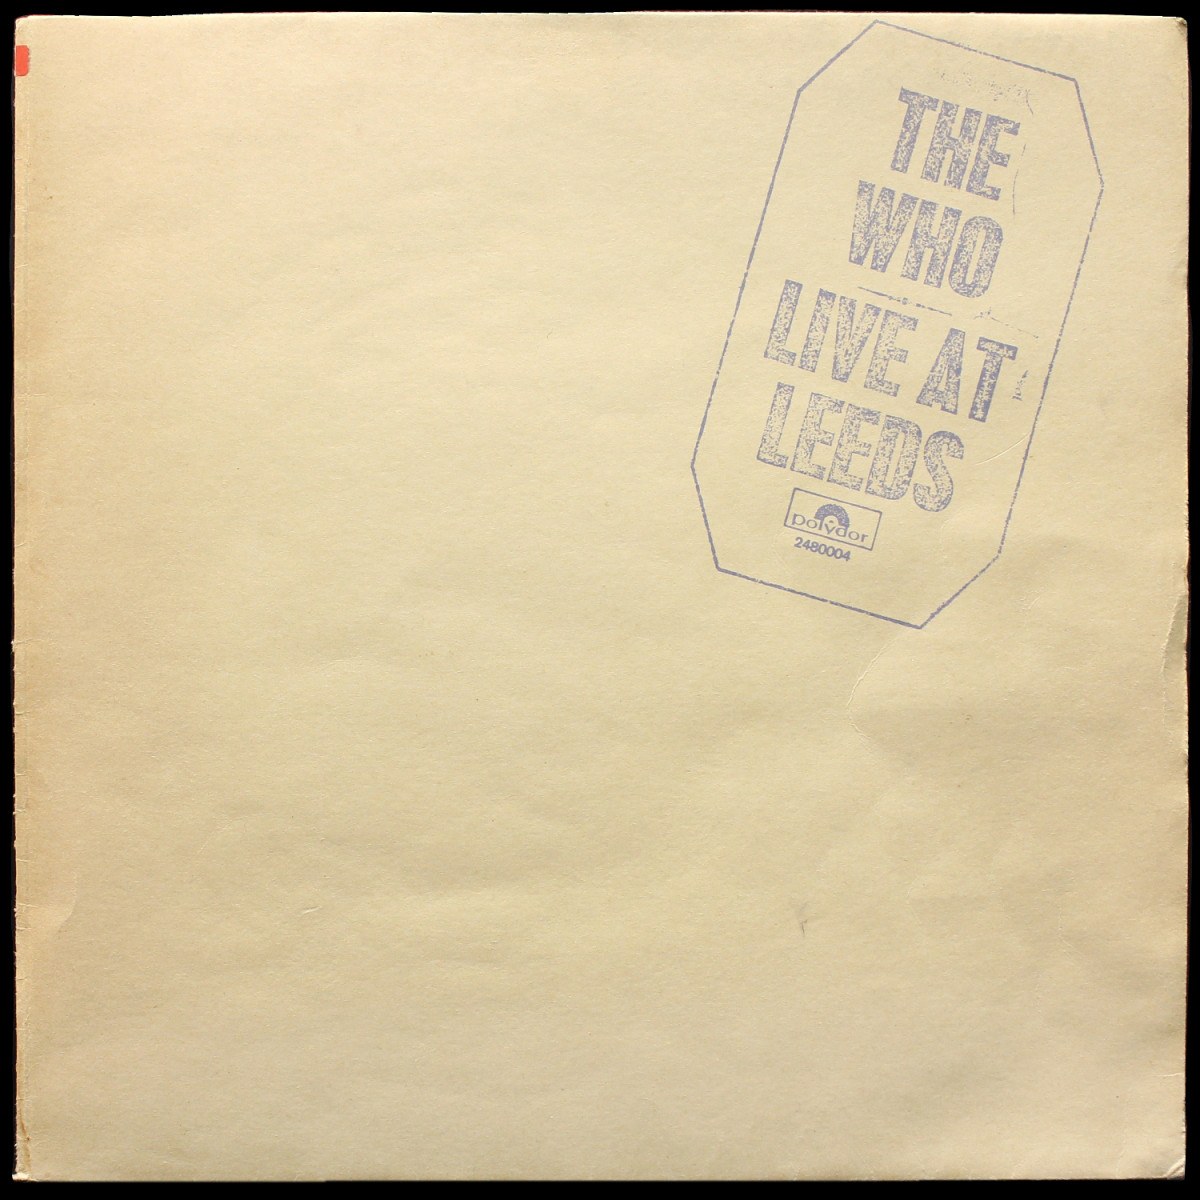 THE
WHO
LIVE AT
LEEDS
polydor
2480004